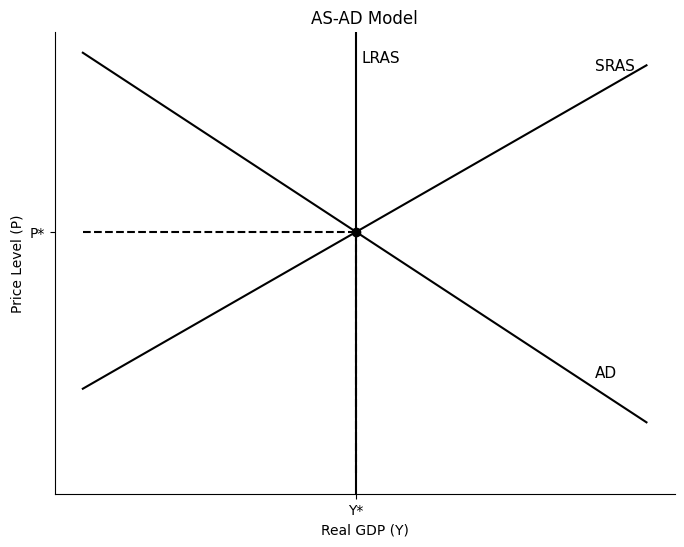 AS-AD Model
LRAS
SRAS
P*
Price Level (P)
AD
Y*
Real GDP (Y)